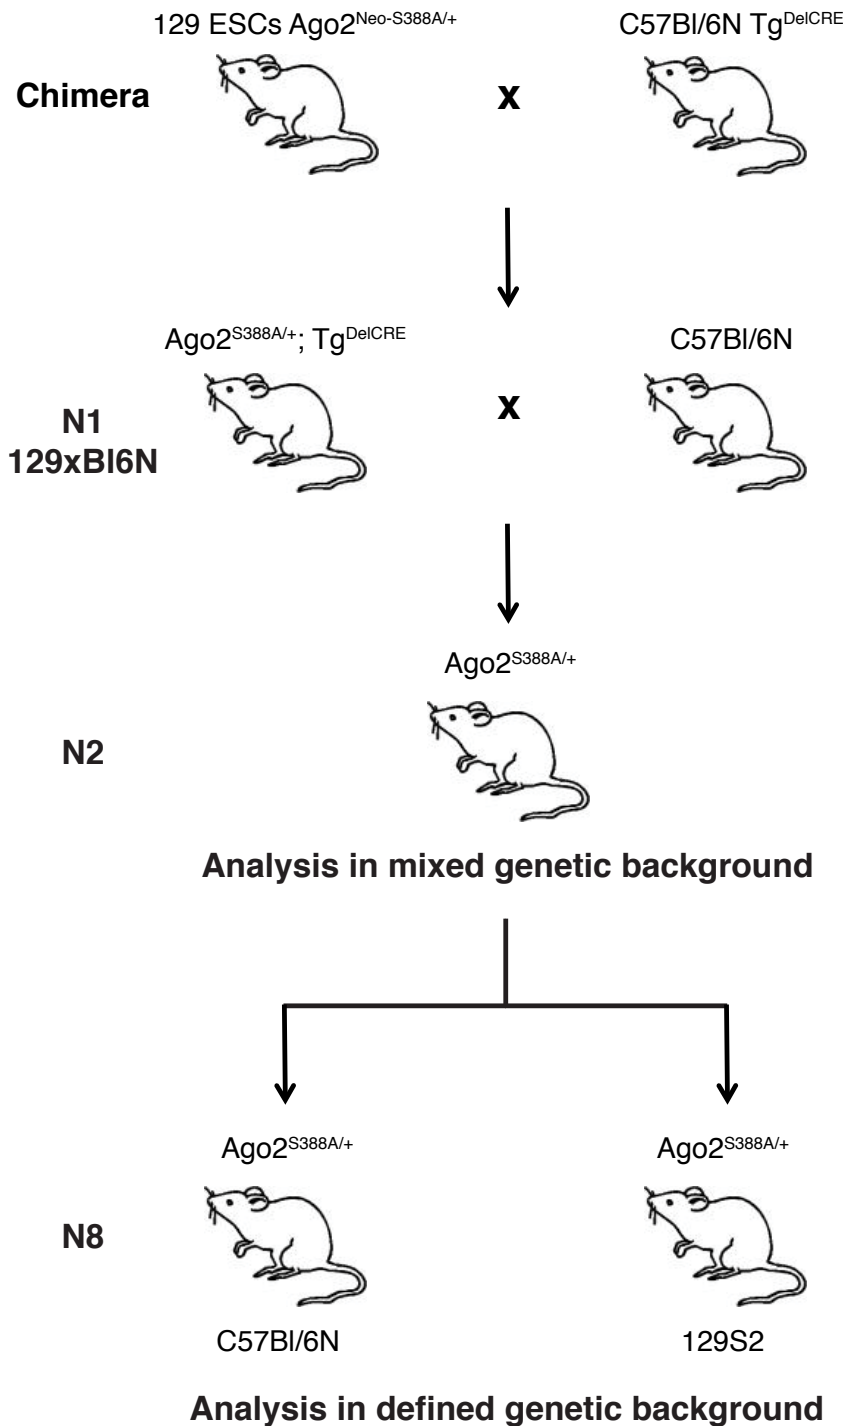 129 ESCs Ago2Neo-S388A/+
C57Bl/6N TgDelCRE
Chimera
x
Ago2S388A/+; TgDelCRE
C57Bl/6N
N1
129xBl6N
x
Ago2S388A/+
N2
Analysis in mixed genetic background
Ago2S388A/+
Ago2S388A/+
N8
C57Bl/6N
129S2
Analysis in defined genetic background